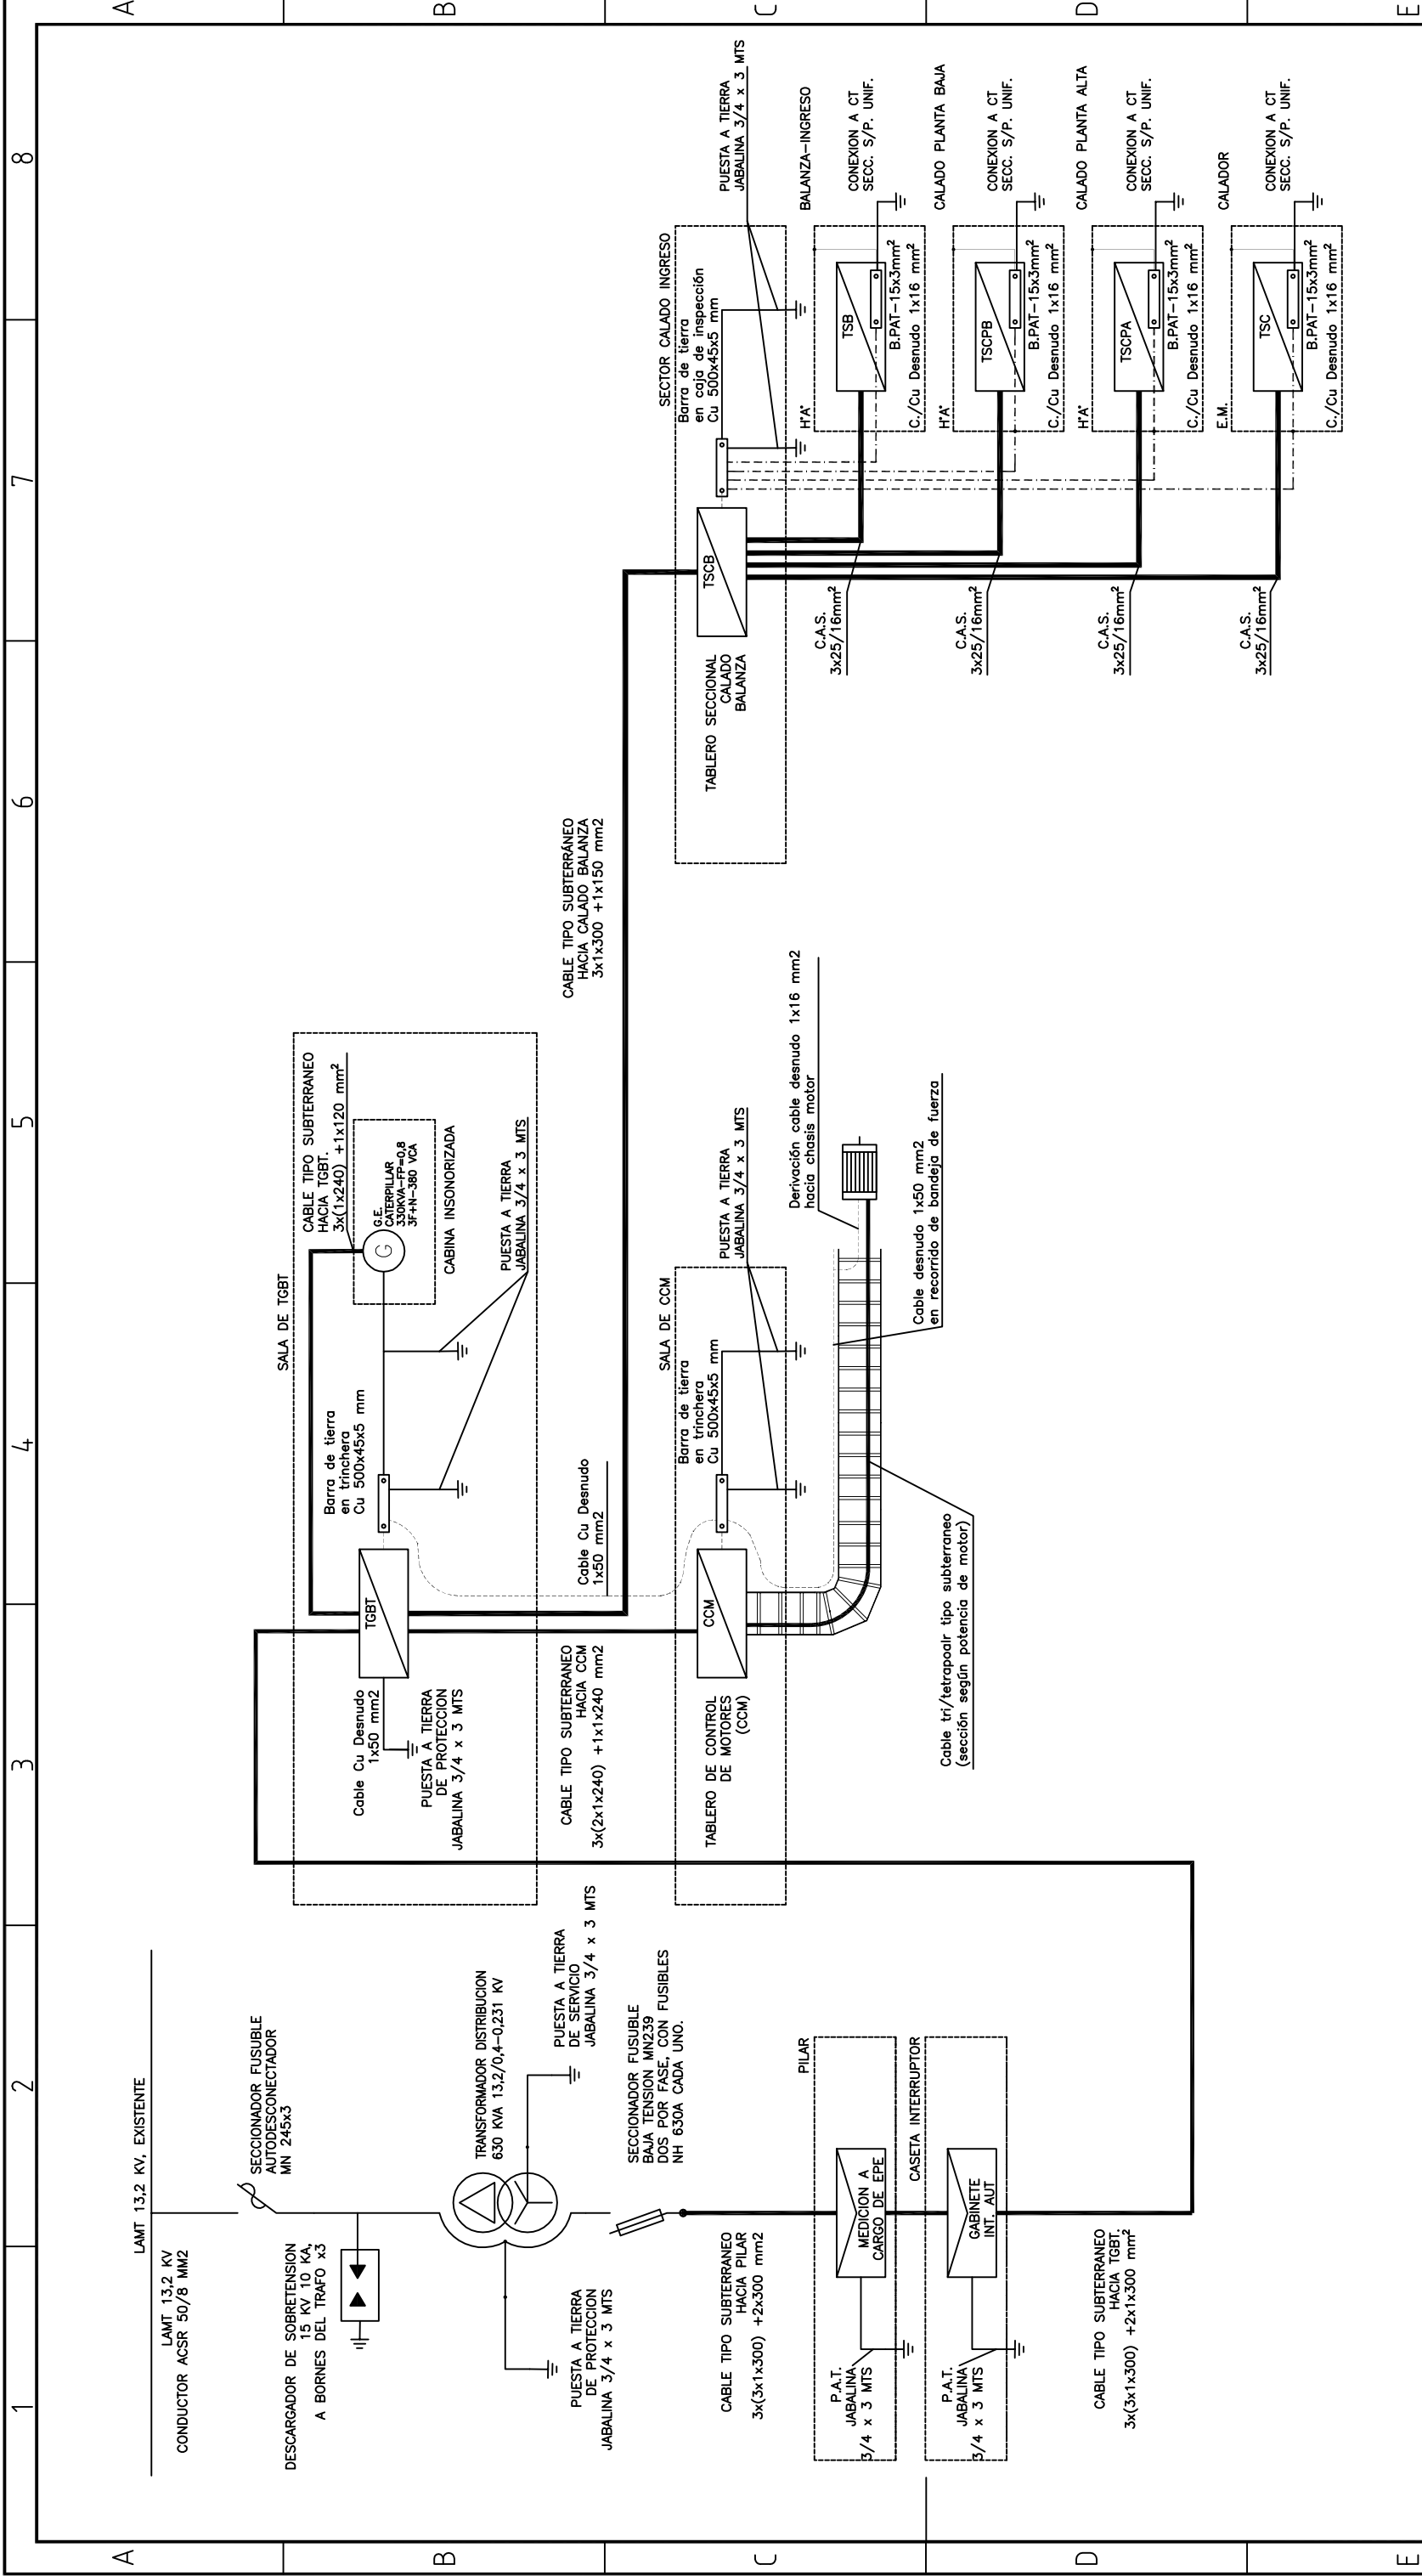 1
2
3
4
5
6
7
8
A
B
C
D
E
A
B
C
D
E
LAMT 13,2 KV, EXISTENTE
LAMT 13,2 KV
CONDUCTOR ACSR 50/8 MM2
SECCIONADOR FUSUBLE
AUTODESCONECTADOR
MN 245x3
DESCARGADOR DE SOBRETENSION
15 KV 10 KA,
A BORNES DEL TRAFO x3
TRANSFORMADOR DISTRIBUCION
630 KVA 13,2/0,4-0,231 KV
PUESTA A TIERRA
DE SERVICIO
JABALINA 3/4 x 3 MTS
PUESTA A TIERRA
DE PROTECCION
JABALINA 3/4 x 3 MTS
SECCIONADOR FUSUBLE
BAJA TENSION MN239
DOS POR FASE, CON FUSIBLES
NH 630A CADA UNO.
CABLE TIPO SUBTERRANEO
HACIA PILAR
3x(3x1x300) +2x300 mm2
PILAR
MEDICION A
CARGO DE EPE
P.A.T.
JABALINA
3/4 x 3 MTS
CASETA INTERRUPTOR
GABINETE
INT. AUT
P.A.T.
JABALINA
3/4 x 3 MTS
CABLE TIPO SUBTERRANEO
HACIA TGBT.
3x(3x1x300) +2x1x300 mm²
SALA DE TGBT
CABLE TIPO SUBTERRANEO
HACIA TGBT.
3x(1x240) +1x120 mm²
G
G.E.
CATERPILLAR
330KVA-FP=0,8
3F+N-380 VCA
CABINA INSONORIZADA
Barra de tierra
en trinchera
Cu 500x45x5 mm
PUESTA A TIERRA
JABALINA 3/4 x 3 MTS
TGBT
Cable Cu Desnudo
1x50 mm2
PUESTA A TIERRA
DE PROTECCION
JABALINA 3/4 x 3 MTS
CABLE TIPO SUBTERRANEO
HACIA CCM
3x(2x1x240) +1x1x240 mm2
Cable Cu Desnudo
1x50 mm2
CABLE TIPO SUBTERRÁNEO
HACIA CALADO BALANZA
3x1x300 +1x150 mm2
SALA DE CCM
Barra de tierra
en trinchera
Cu 500x45x5 mm
PUESTA A TIERRA
JABALINA 3/4 x 3 MTS
CCM
TABLERO DE CONTROL
DE MOTORES
(CCM)
Derivación cable desnudo 1x16 mm2
hacia chasis motor
Cable desnudo 1x50 mm2
en recorrido de bandeja de fuerza
Cable tri/tetrapoalr tipo subterraneo
(sección según potencia de motor)
SECTOR CALADO INGRESO
Barra de tierra
en caja de inspección
Cu 500x45x5 mm
PUESTA A TIERRA
JABALINA 3/4 x 3 MTS
TSCB
TABLERO SECCIONAL
CALADO
BALANZA
BALANZA-INGRESO
H°A°
TSB
B.PAT-15x3mm²
C./Cu Desnudo 1x16 mm²
CONEXION A CT
SECC. S/P. UNIF.
C.A.S.
3x25/16mm²
CALADO PLANTA BAJA
H°A°
TSCPB
B.PAT-15x3mm²
C./Cu Desnudo 1x16 mm²
CONEXION A CT
SECC. S/P. UNIF.
C.A.S.
3x25/16mm²
CALADO PLANTA ALTA
H°A°
TSCPA
B.PAT-15x3mm²
C./Cu Desnudo 1x16 mm²
CONEXION A CT
SECC. S/P. UNIF.
C.A.S.
3x25/16mm²
CALADOR
E.M.
TSC
B.PAT-15x3mm²
C./Cu Desnudo 1x16 mm²
CONEXION A CT
SECC. S/P. UNIF.
C.A.S.
3x25/16mm²